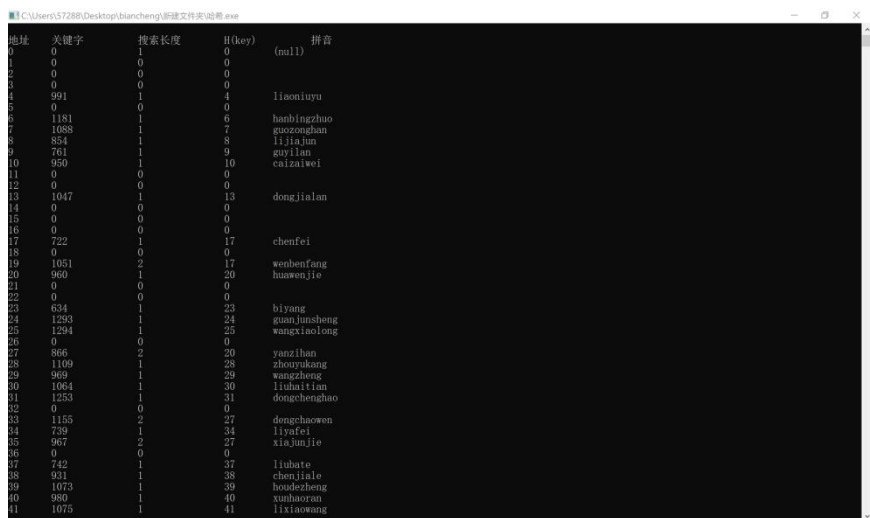 C:\Users\57288\Desktop\biancheng\新建文件夹\哈希.exe
地址 关键字 搜索长度 H(key) 拼音
0 0 1 0 (null)
1 0 0 0
2 0 0 0
3 0 0 0
4 991 1 4 liaoniuyu
5 0 0 0
6 1181 1 6 hanbingzhuo
7 1088 1 7 guozonghan
8 854 1 8 lijiajun
9 761 1 9 guyilan
10 950 1 10 caizaiwei
11 0 0 0
12 0 0 0
13 1047 1 13 dongjialan
14 0 0 0
15 0 0 0
16 0 0 0
17 722 1 17 chenfei
18 0 0 0
19 1051 2 17 wenbenfang
20 960 1 20 huawenjie
21 0 0 0
22 0 0 0
23 634 1 23 biyang
24 1293 1 24 guanjunsheng
25 1294 1 25 wangxiaolong
26 0 0 0
27 866 2 20 yanzihan
28 1109 1 28 zhouyukang
29 969 1 29 wangzheng
30 1064 1 30 liuhaitian
31 1253 1 31 dongchenghao
32 0 0 0
33 1155 2 27 dengchaowen
34 739 1 34 liyafei
35 967 2 27 xiajunjie
36 0 0 0
37 742 1 37 liubate
38 931 1 38 chenjiale
39 1073 1 39 houdezheng
40 980 1 40 xunhaoran
41 1075 1 41 lixiaowang